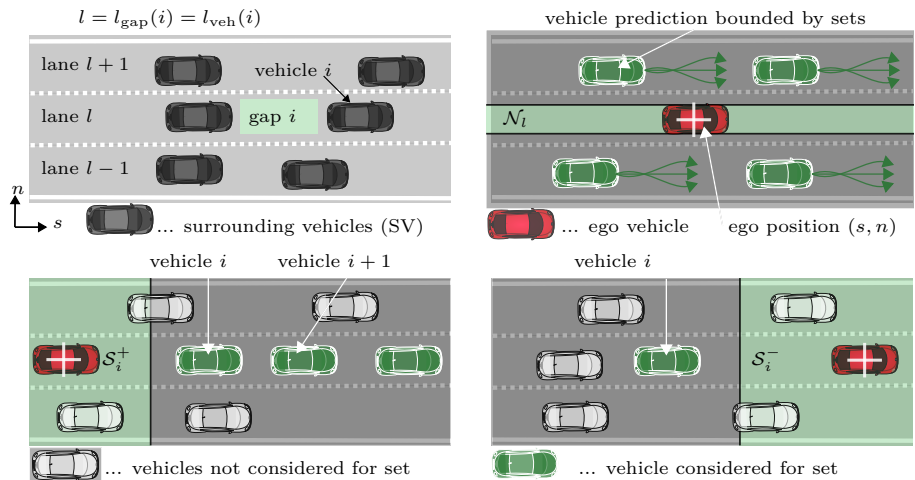 l = l_gap(i) = l_veh(i)
lane l + 1
vehicle i
lane l
gap i
lane l − 1
n
s
... surrounding vehicles (SV)
vehicle prediction bounded by sets
𝒩_l
... ego vehicle
ego position (s, n)
vehicle i
vehicle i + 1
𝒮_i^+
... vehicles not considered for set
vehicle i
𝒮_i^−
... vehicle considered for set